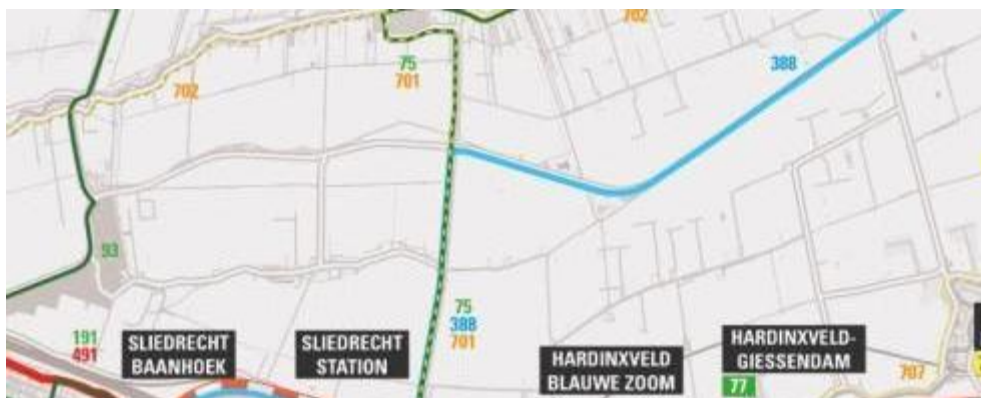 702
75
701
702
388
93
75
388
701
191
491
SLIEDRECHT
BAANHOEK
SLIEDRECHT
STATION
HARDINXVELD
BLAUWE ZOOM
HARDINXVELD-
GIESSENDAM
77
707